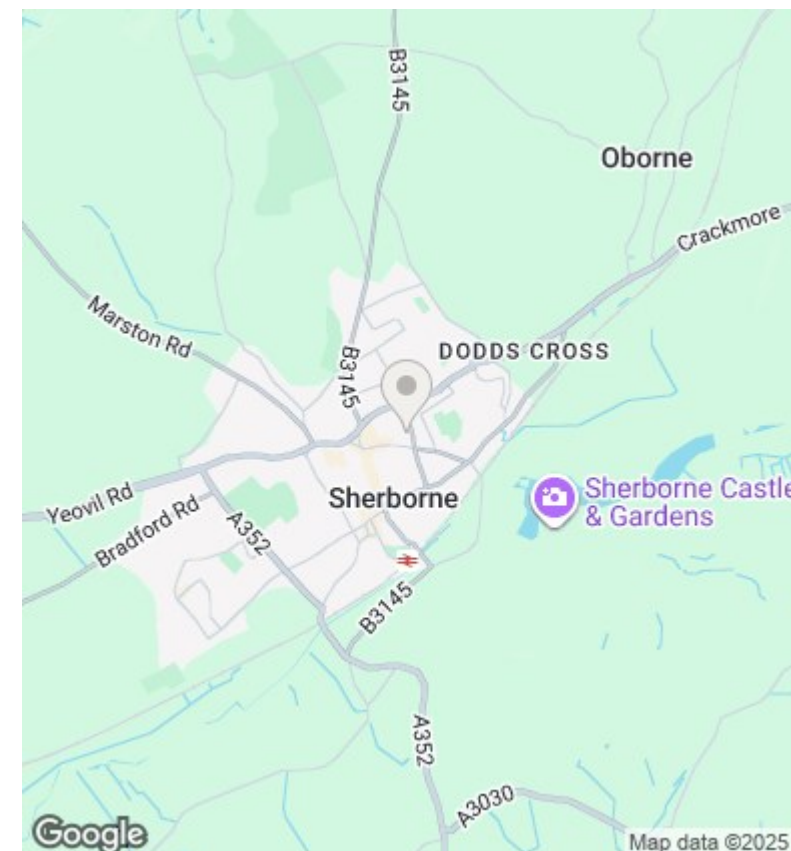 B3145
Oborne
Crackmore
Marston Rd
B3145
DODDS CROSS
Sherborne
Sherborne Castle
& Gardens
Yeovil Rd
Bradford Rd
A352
B3145
A352
A3030
Google
Map data ©2025